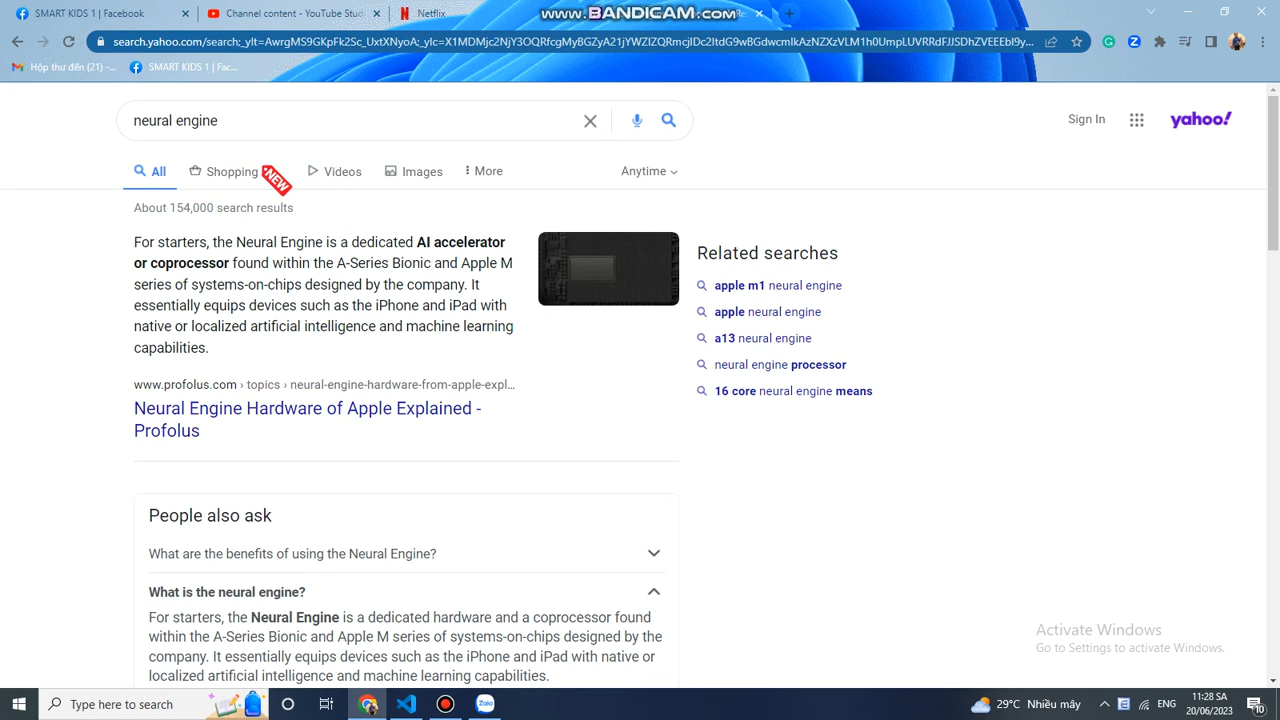 SMART KIDS 1 | Facebook
Channel content - YouTube Stud
Netflix
www.BANDICAM.com
search.yahoo.com/search;_ylt=AwrgMS9GKpFk2Sc_UxtXNyoA;_ylc=X1MDMjc2NjY3OQRfcgMyBGZyA21jYWZlZQRmcjIDc2ItdG9wBGdwcmlkAzNZXzVLM1h0UmpLUVRRdFJJSDhZVEEEbl9y...
Hộp thư đến (21) -...
SMART KIDS 1 | Fac...
neural engine
Sign In
yahoo!
All
Shopping
NEW
Videos
Images
More
Anytime
About 154,000 search results
For starters, the Neural Engine is a dedicated AI accelerator
or coprocessor found within the A-Series Bionic and Apple M
series of systems-on-chips designed by the company. It
essentially equips devices such as the iPhone and iPad with
native or localized artificial intelligence and machine learning
capabilities.
www.profolus.com › topics › neural-engine-hardware-from-apple-expl...
Neural Engine Hardware of Apple Explained -
Profolus
Related searches
apple m1 neural engine
apple neural engine
a13 neural engine
neural engine processor
16 core neural engine means
People also ask
What are the benefits of using the Neural Engine?
What is the neural engine?
For starters, the Neural Engine is a dedicated hardware and a coprocessor found
within the A-Series Bionic and Apple M series of systems-on-chips designed by the
company. It essentially equips devices such as the iPhone and iPad with native or
localized artificial intelligence and machine learning capabilities.
Activate Windows
Go to Settings to activate Windows.
Type here to search
Zalo
29°C Nhiều mây
ENG
11:28 SA
20/06/2023
10